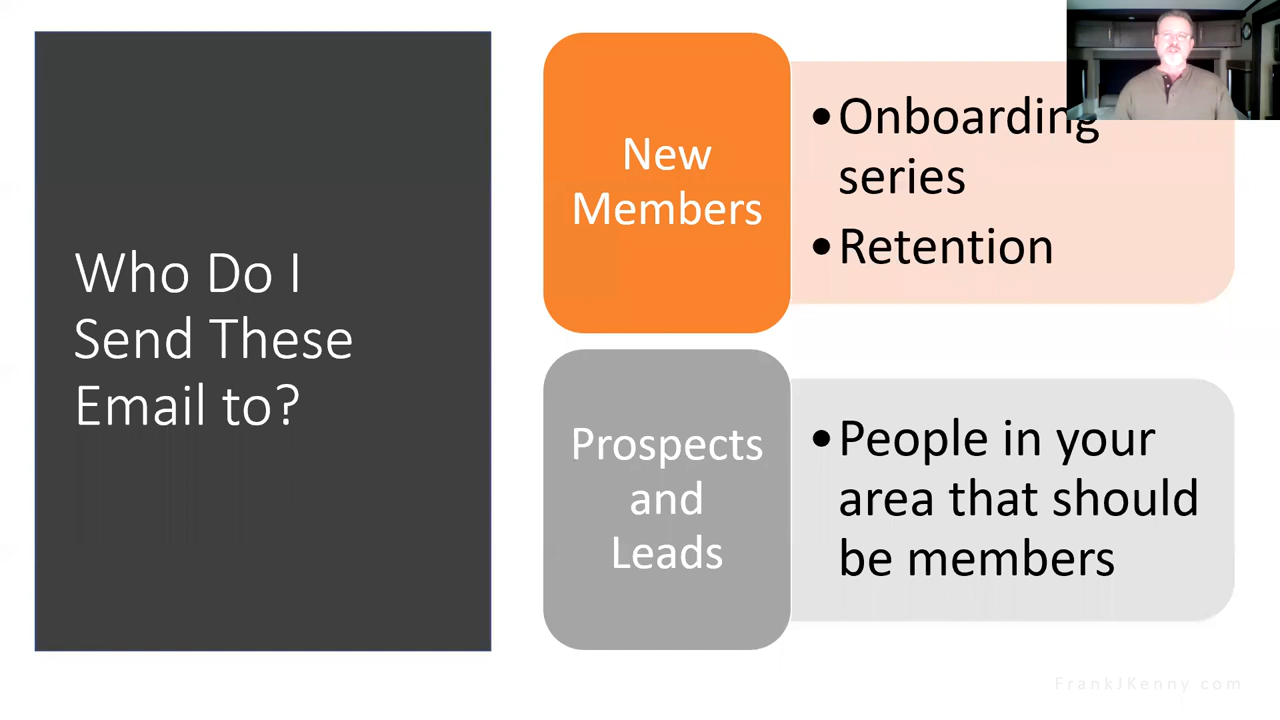 Who Do I
Send These
Email to?
New
Members
•Onboarding
series
•Retention
Prospects
and
Leads
•People in your
area that should
be members
FrankJKenny com